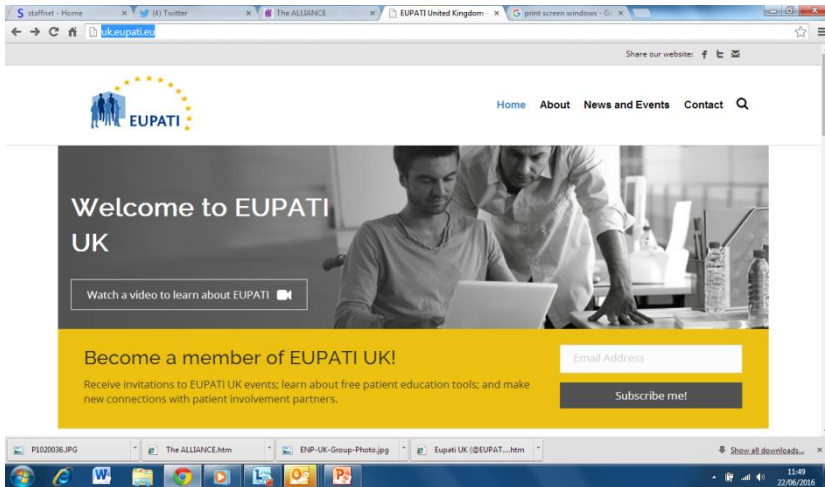 staffnet - Home
(4) Twitter
The ALLIANCE
EUPATI United Kingdom -
print screen windows - Go
uk.eupati.eu
Share our website:
EUPATI
Home About News and Events Contact
Welcome to EUPATI
UK
Watch a video to learn about EUPATI
Become a member of EUPATI UK!
Receive invitations to EUPATI UK events; learn about free patient education tools; and make
new connections with patient involvement partners.
Email Address
Subscribe me!
P1020036.JPG
The ALLIANCE.htm
ENP-UK-Group-Photo.jpg
Eupati UK (@EUPAT....htm
Show all downloads...
11:49
22/06/2016